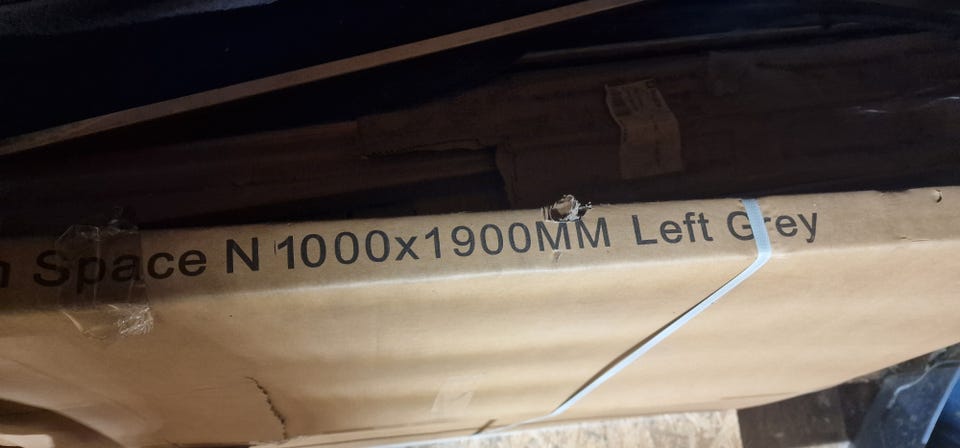 Space N 1000x1900MM Left Grey